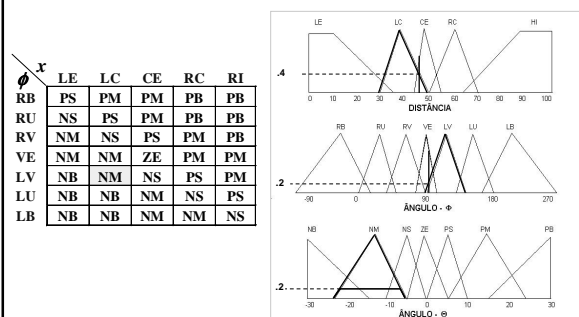 x
ϕ LE LC CE RC RI
RB PS PM PM PB PB
RU NS PS PM PB PB
RV NM NS PS PM PB
VE NM NM ZE PM PM
LV NB NM NS PS PM
LU NB NB NM NS PS
LB NB NB NM NM NS
LE LC CE RC HI
.4
0 10 20 30 40 50 60 70 80 90 100
DISTÂNCIA
RB RU RV VE LV LU LB
.2
-90 0 90 180 270
ÂNGULO - Φ
NB NM NS ZE PS PM PB
.2
-30 -20 -10 0 10 20 30
ÂNGULO - Θ